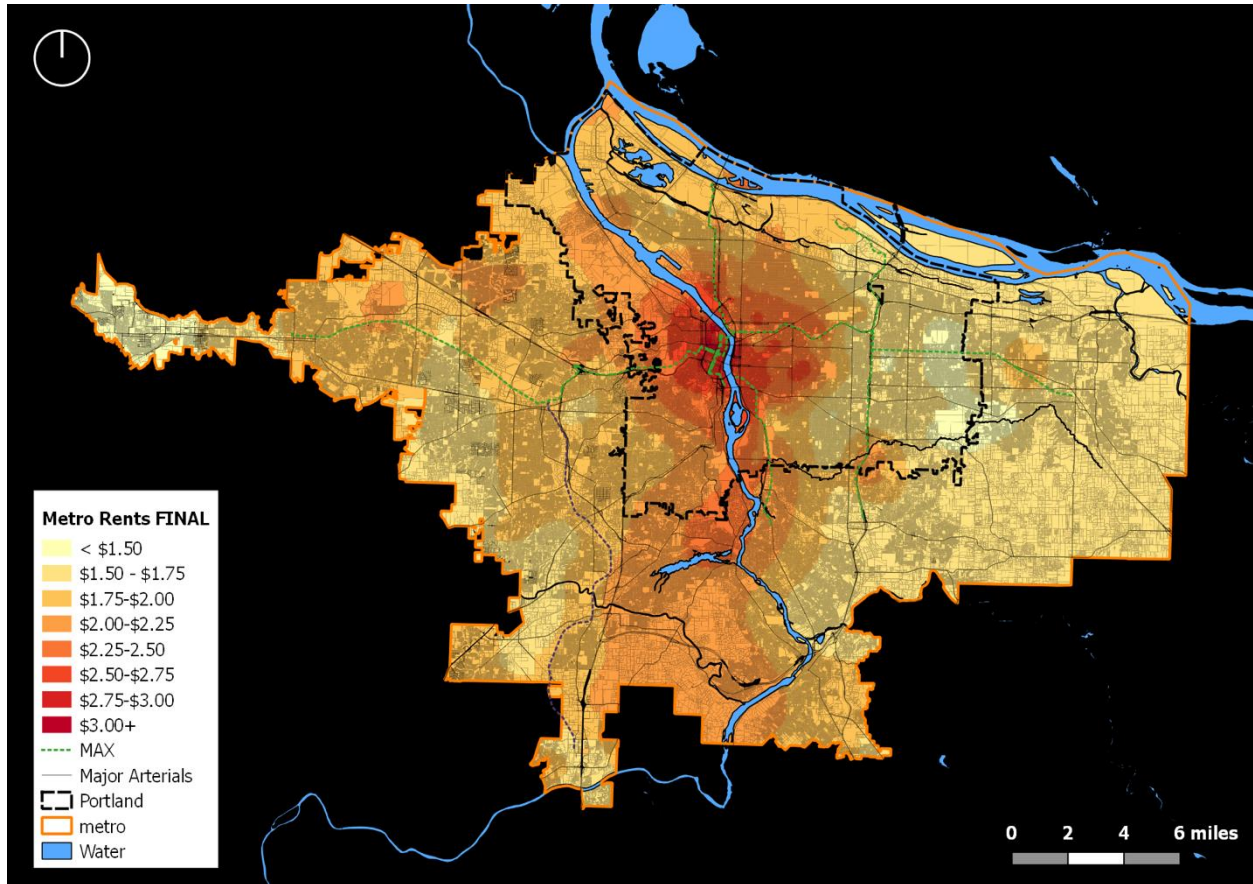 Metro Rents FINAL
< $1.50
$1.50 - $1.75
$1.75-$2.00
$2.00-$2.25
$2.25-2.50
$2.50-$2.75
$2.75-$3.00
$3.00+
MAX
Major Arterials
Portland
metro
Water
0 2 4 6 miles